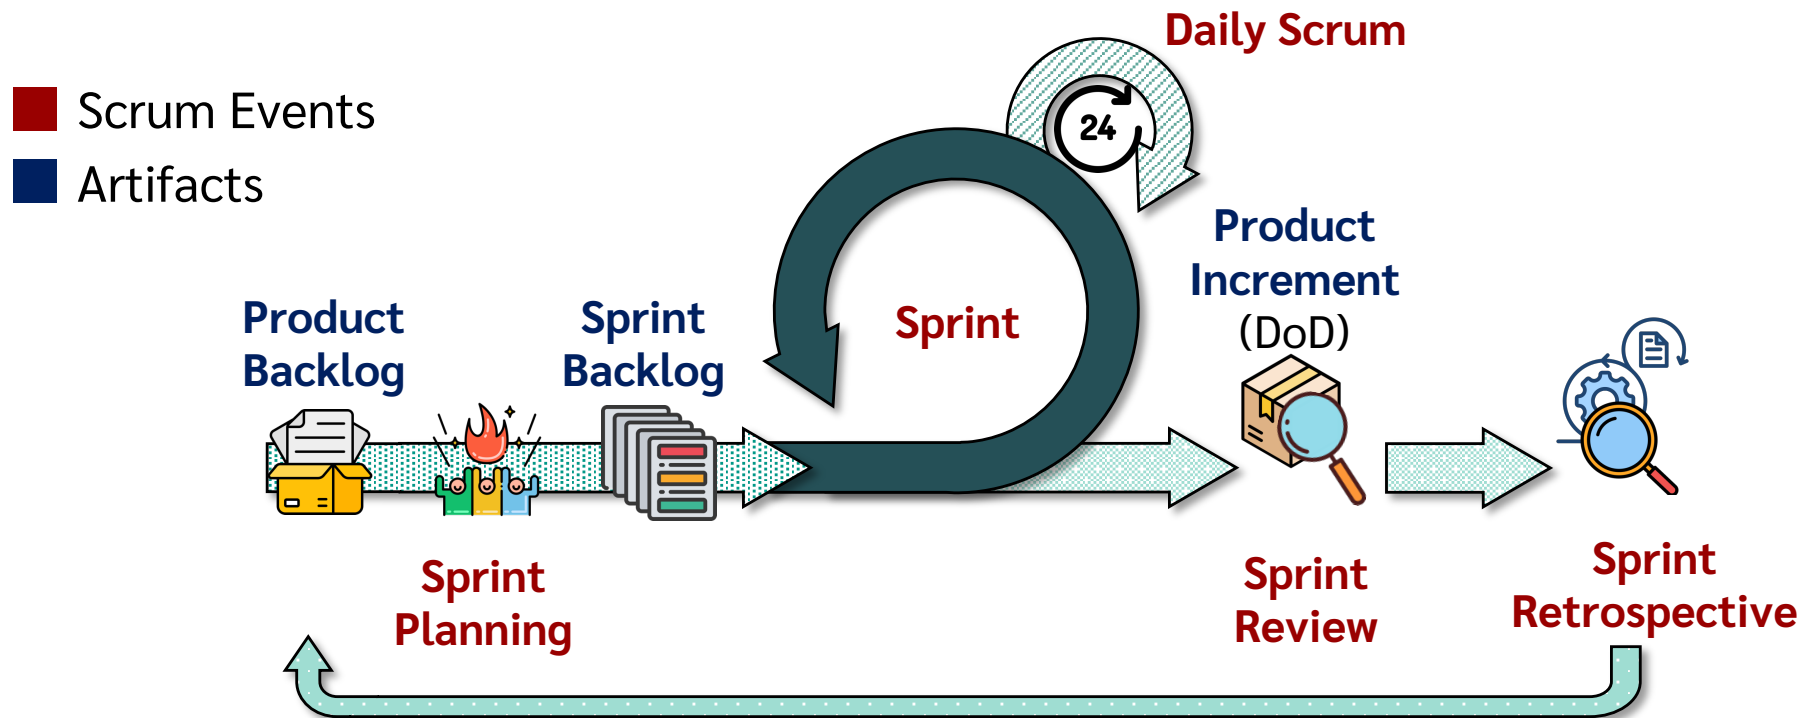 Daily Scrum
Scrum Events
Artifacts
24
Product
Increment
(DoD)
Product
Backlog
Sprint
Backlog
Sprint
Sprint
Planning
Sprint
Review
Sprint
Retrospective